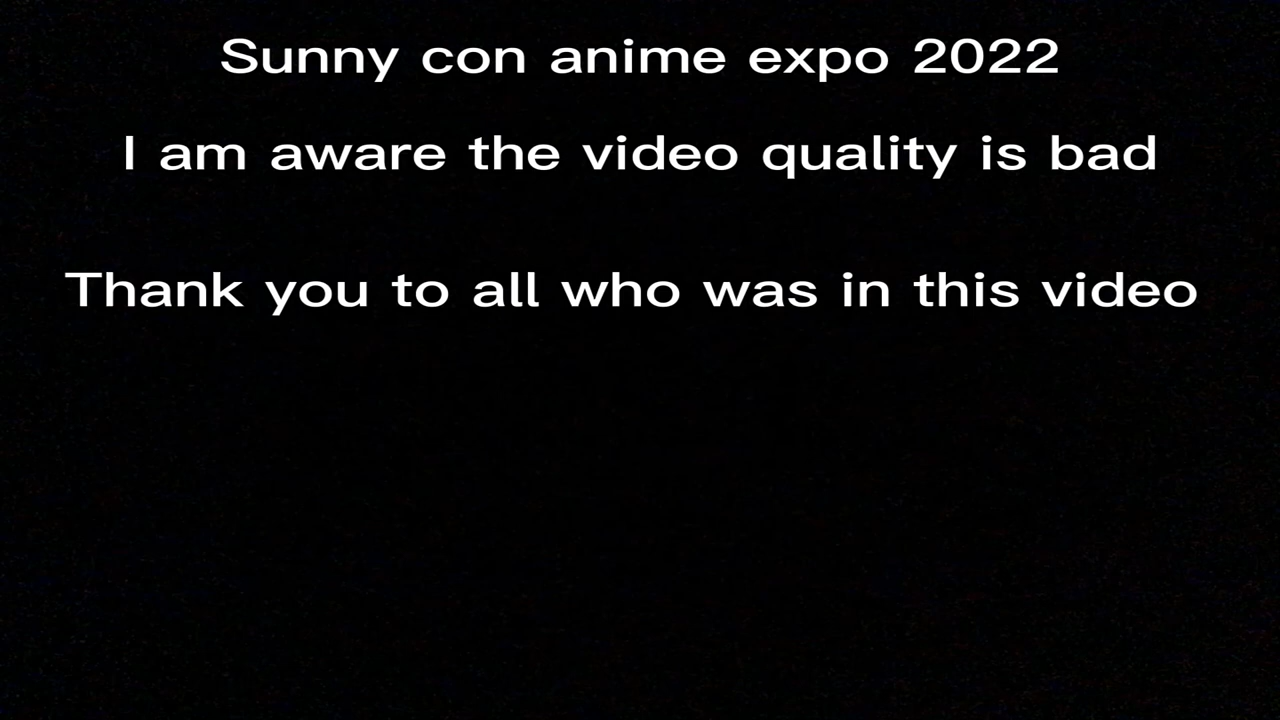 Sunny con anime expo 2022
I am aware the video quality is bad
Thank you to all who was in this video